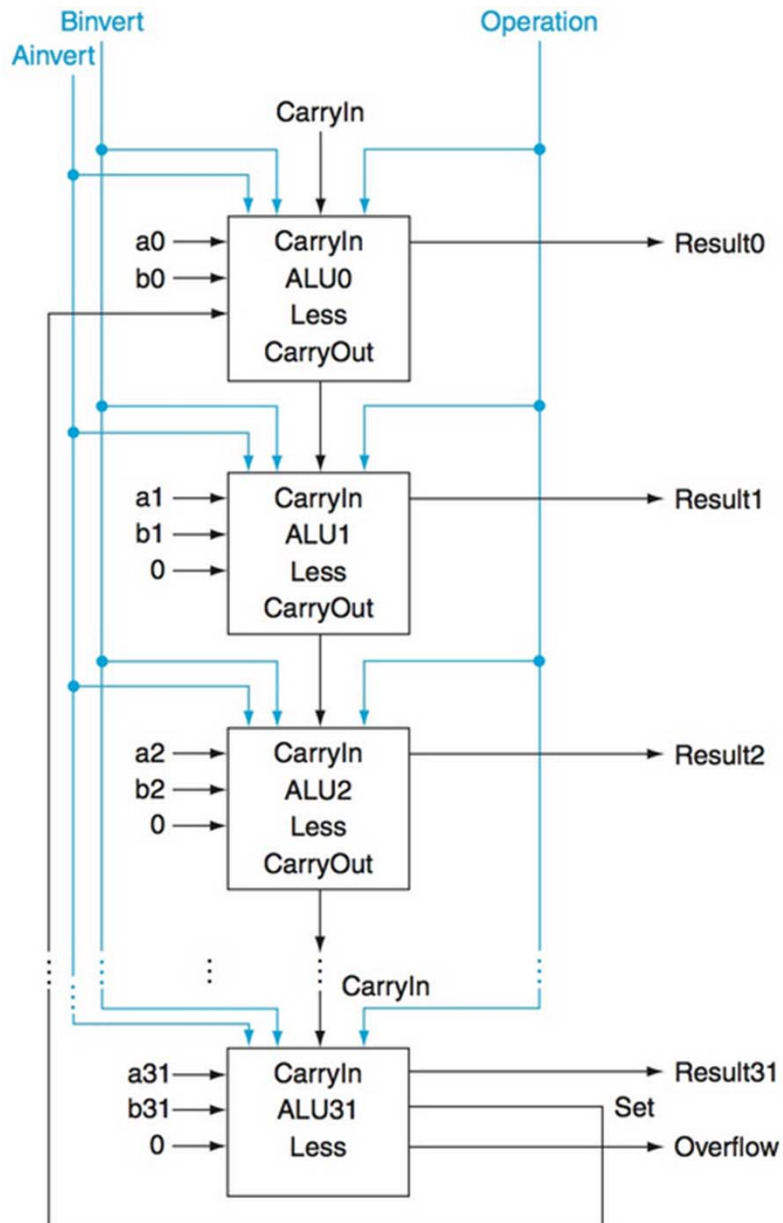 Binvert
Operation
Ainvert
CarryIn
a0
CarryIn
Result0
b0
ALU0
Less
CarryOut
a1
CarryIn
Result1
b1
ALU1
0
Less
CarryOut
a2
CarryIn
Result2
b2
ALU2
0
Less
CarryOut
CarryIn
a31
CarryIn
Result31
b31
ALU31
Set
0
Less
Overflow